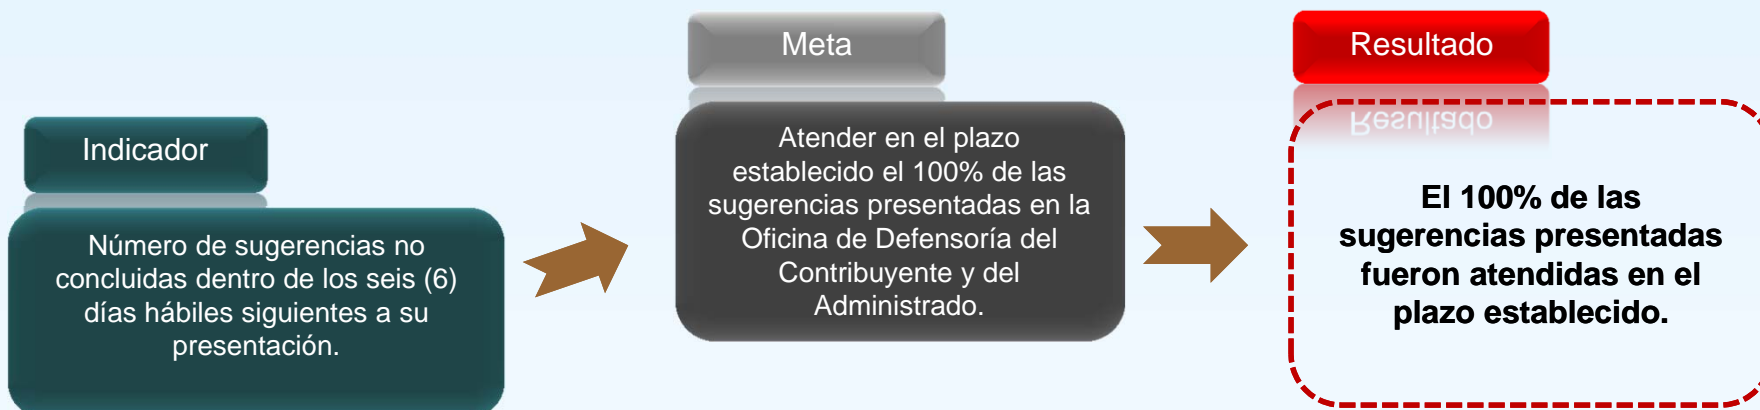 Indicador
Número de sugerencias no
concluidas dentro de los seis (6)
días hábiles siguientes a su
presentación.
Meta
Atender en el plazo
establecido el 100% de las
sugerencias presentadas en la
Oficina de Defensoría del
Contribuyente y del
Administrado.
Resultado
El 100% de las
sugerencias presentadas
fueron atendidas en el
plazo establecido.